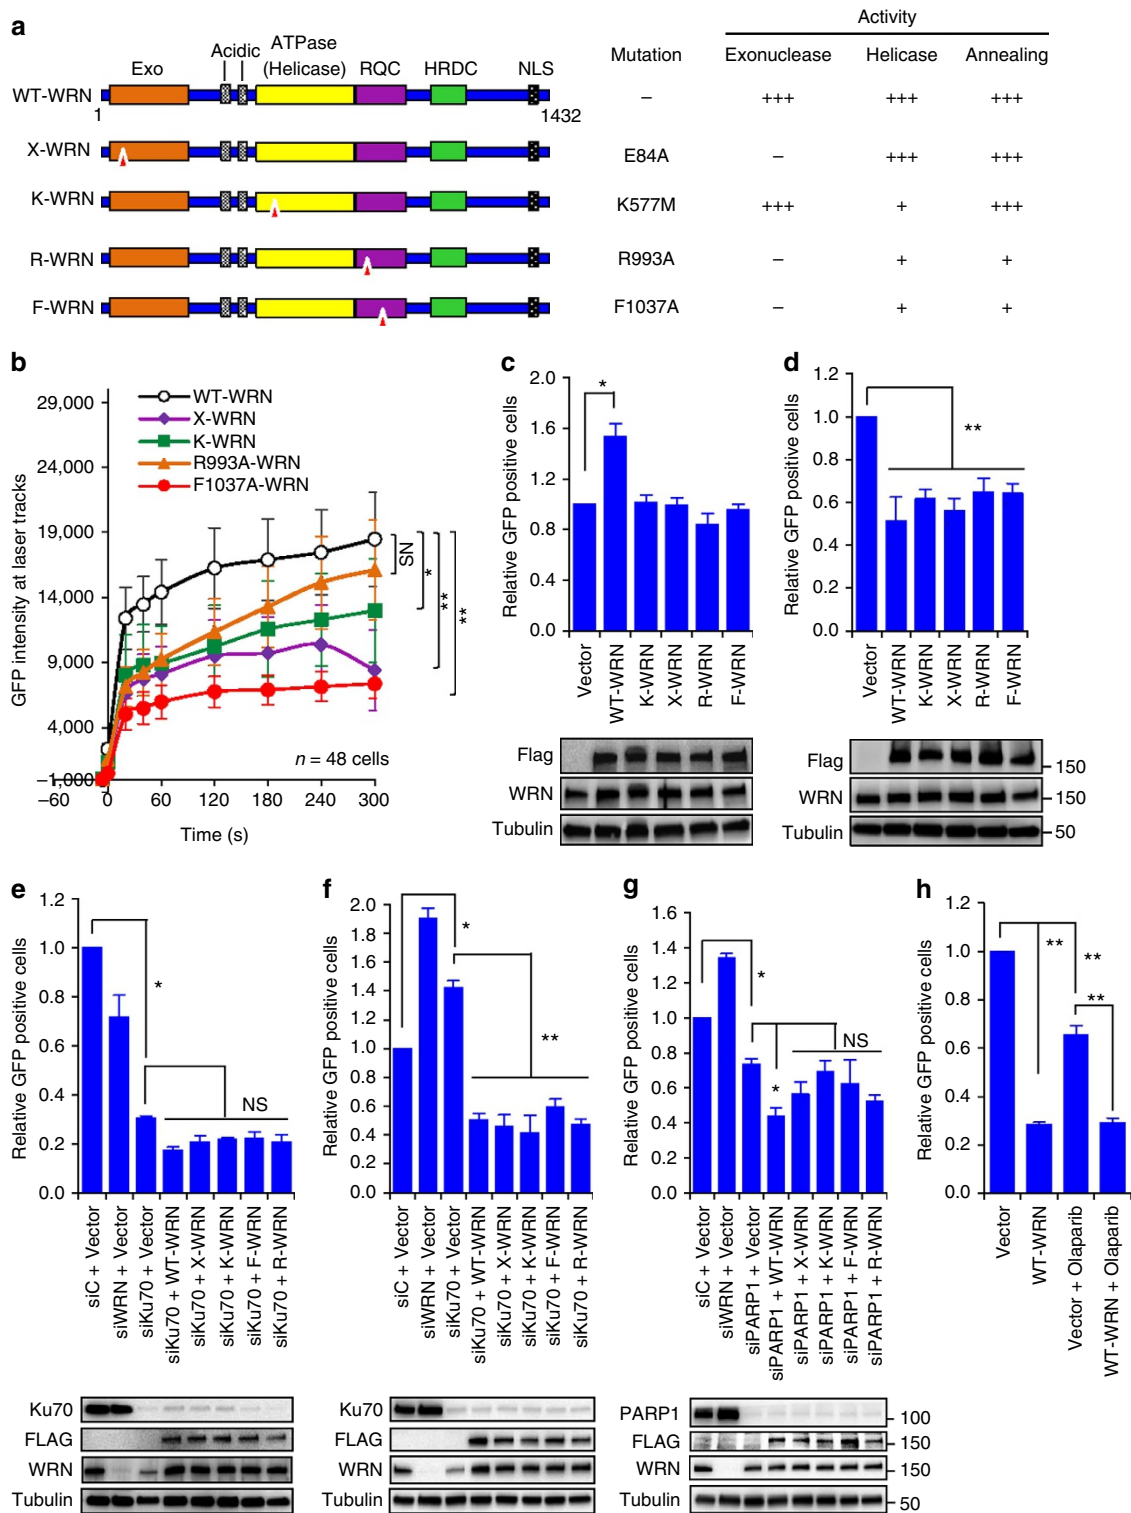 a
Activity
Mutation Exonuclease Helicase Annealing
Acidic ATPase
Exo (Helicase) RQC HRDC NLS
WT-WRN – +++ +++ +++
1 1432
X-WRN E84A – +++ +++
K-WRN K577M +++ + +++
R-WRN R993A – + +
F-WRN F1037A – + +
b
GFP intensity at laser tracks
29,000
24,000
19,000
14,000
9,000
4,000
–1,000
–60 0 60 120 180 240 300
Time (s)
WT-WRN
X-WRN
K-WRN
R993A-WRN
F1037A-WRN
NS
*
**
**
n = 48 cells
c
Relative GFP positive cells
2.0
1.6
1.2
0.8
0.4
0.0
*
Vector
WT-WRN
K-WRN
X-WRN
R-WRN
F-WRN
Flag
WRN
Tubulin
d
Relative GFP positive cells
1.2
1.0
0.8
0.6
0.4
0.2
0.0
**
Vector
WT-WRN
K-WRN
X-WRN
R-WRN
F-WRN
Flag 150
WRN 150
Tubulin 50
e
Relative GFP positive cells
1.2
1.0
0.8
0.6
0.4
0.2
0.0
*
NS
siC + Vector
siWRN + Vector
siKu70 + Vector
siKu70 + WT-WRN
siKu70 + X-WRN
siKu70 + K-WRN
siKu70 + F-WRN
siKu70 + R-WRN
Ku70
FLAG
WRN
Tubulin
f
Relative GFP positive cells
2.0
1.8
1.6
1.4
1.2
1.0
0.8
0.6
0.4
0.2
0.0
*
**
siC + Vector
siWRN + Vector
siKu70 + Vector
siKu70 + WT-WRN
siKu70 + X-WRN
siKu70 + K-WRN
siKu70 + F-WRN
siKu70 + R-WRN
Ku70
FLAG
WRN
Tubulin
g
Relative GFP positive cells
1.6
1.4
1.2
1.0
0.8
0.6
0.4
0.2
0.0
*
*
NS
siC + Vector
siWRN + Vector
siPARP1 + Vector
siPARP1 + WT-WRN
siPARP1 + X-WRN
siPARP1 + K-WRN
siPARP1 + F-WRN
siPARP1 + R-WRN
PARP1 100
FLAG 150
WRN 150
Tubulin 50
h
Relative GFP positive cells
1.2
1.0
0.8
0.6
0.4
0.2
0.0
**
**
**
Vector
WT-WRN
Vector + Olaparib
WT-WRN + Olaparib